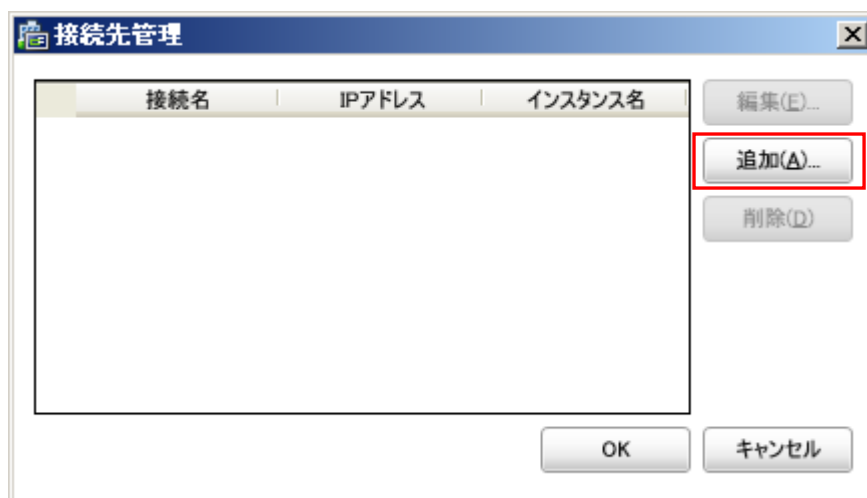 接続先管理
接続名 IPアドレス インスタンス名
編集(E)...
追加(A)...
削除(D)
OK キャンセル